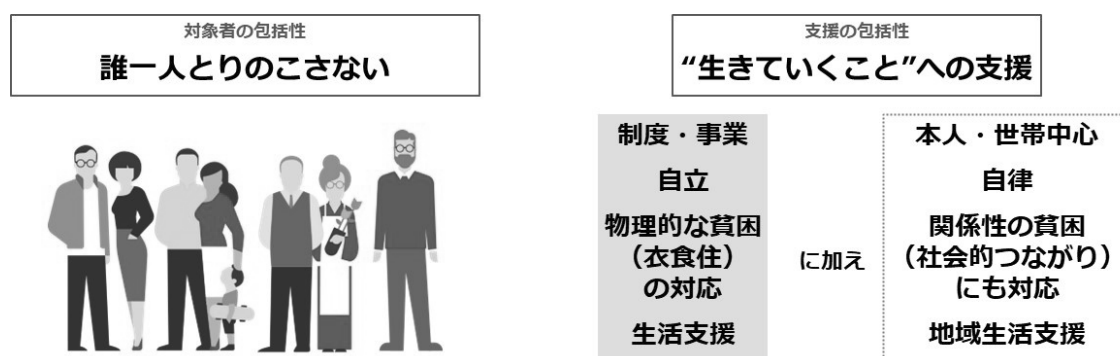 対象者の包括性
誰一人とりのこさない
支援の包括性
“生きていくこと”への支援
制度・事業
自立
物理的な貧困
（衣食住）
の対応
生活支援
に加え
本人・世帯中心
自律
関係性の貧困
（社会的つながり）
にも対応
地域生活支援